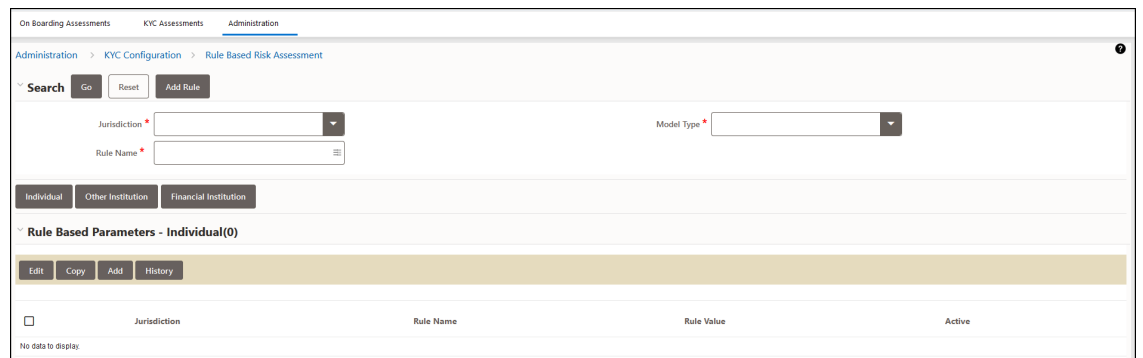 On Boarding Assessments KYC Assessments Administration
Administration > KYC Configuration > Rule Based Risk Assessment ?
Search Go Reset Add Rule
Jurisdiction * Model Type *
Rule Name *
Individual Other Institution Financial Institution
Rule Based Parameters - Individual(0)
Edit Copy Add History
Jurisdiction Rule Name Rule Value Active
No data to display.